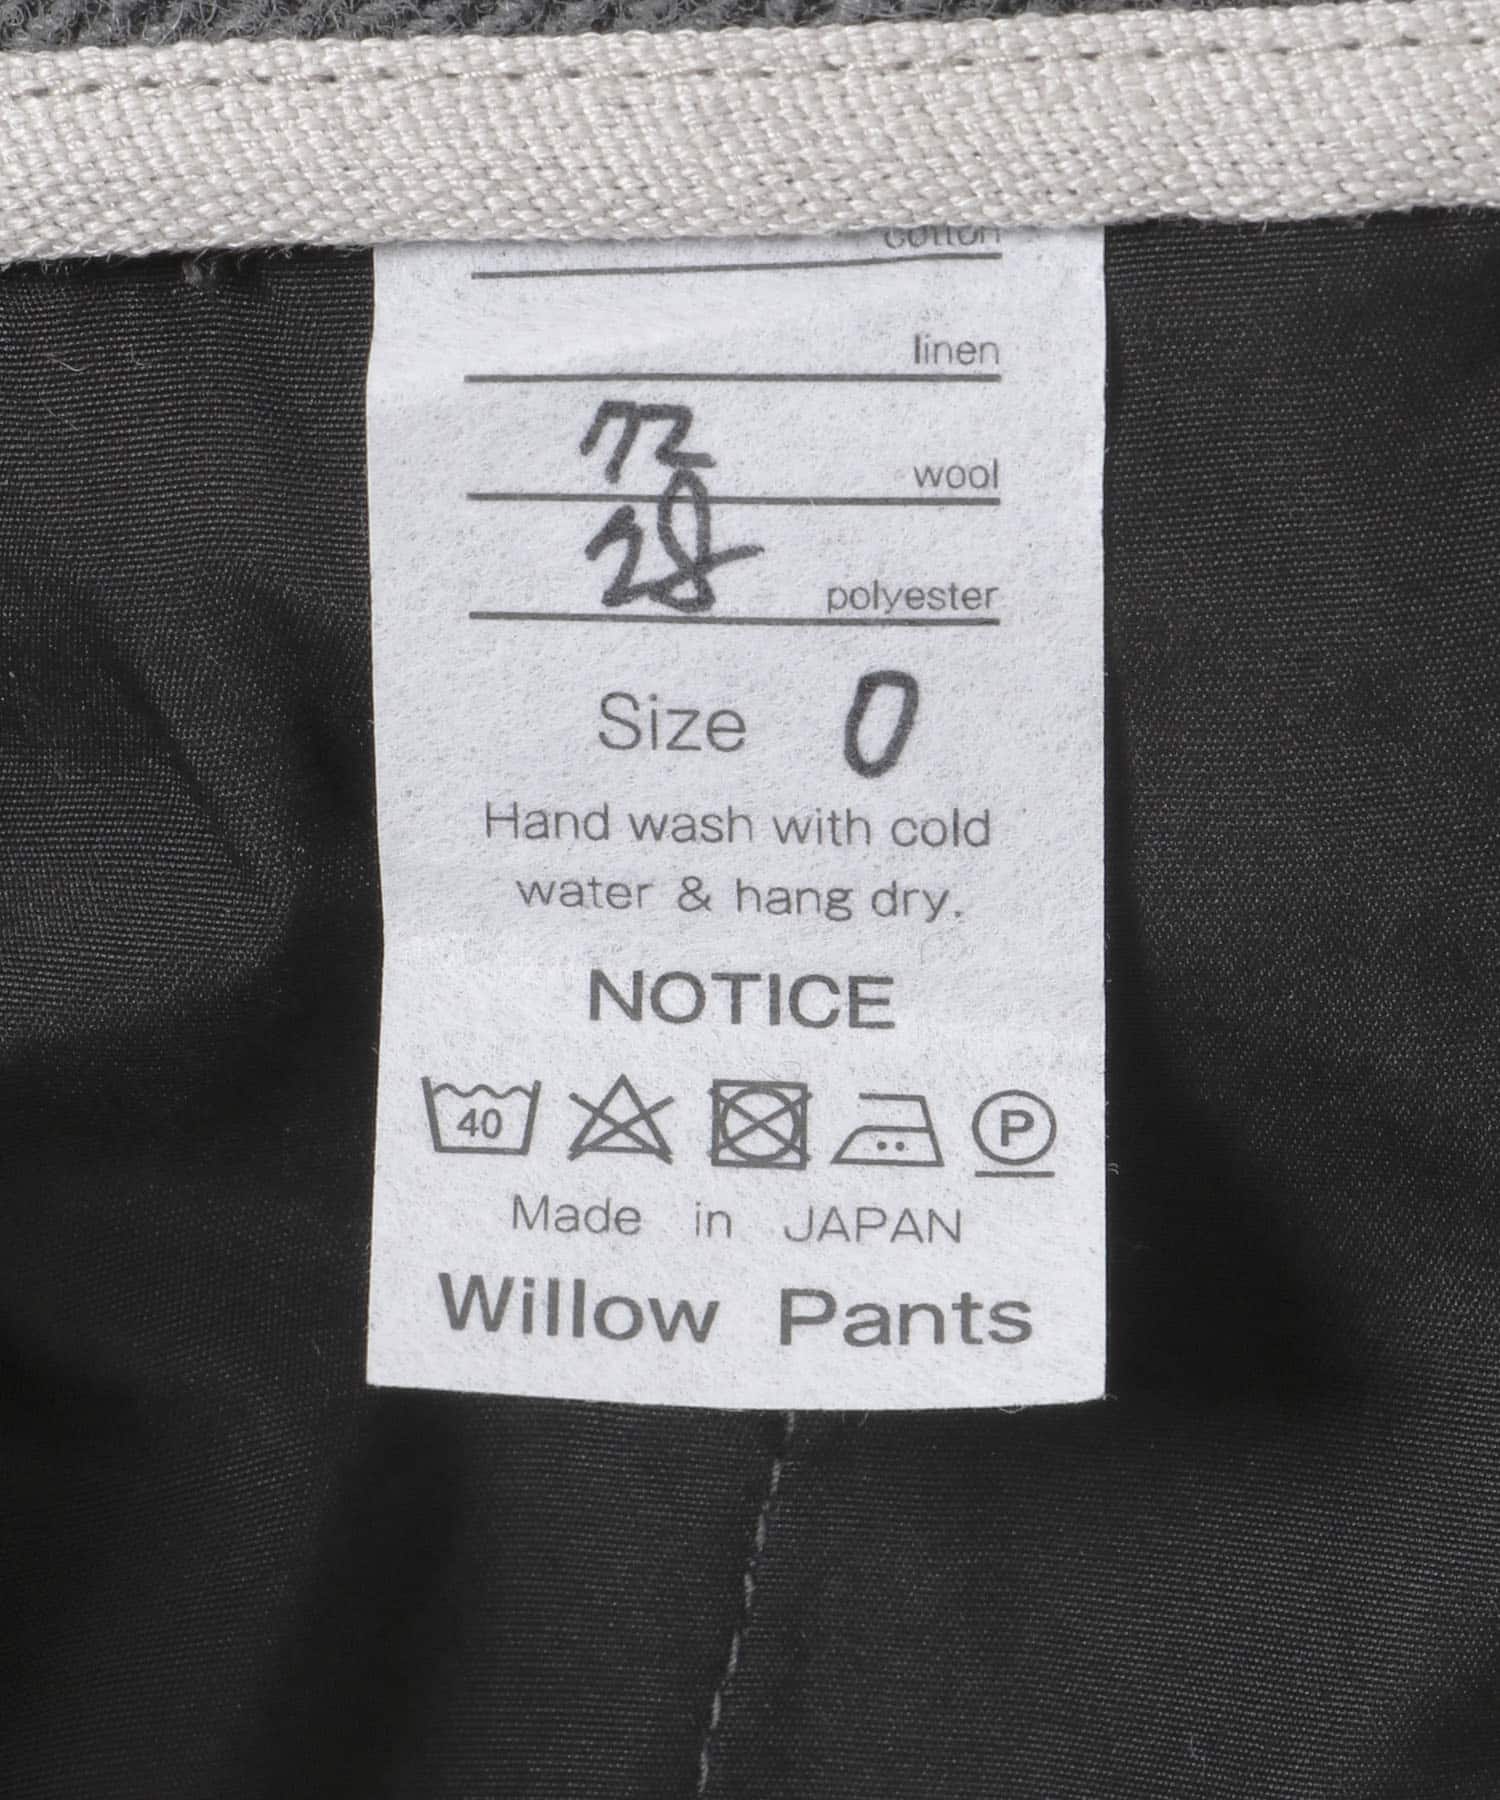 cotton
linen
72 wool
28 polyester
Size 0
Hand wash with cold
water & hang dry.
NOTICE
40 P
Made in JAPAN
Willow Pants